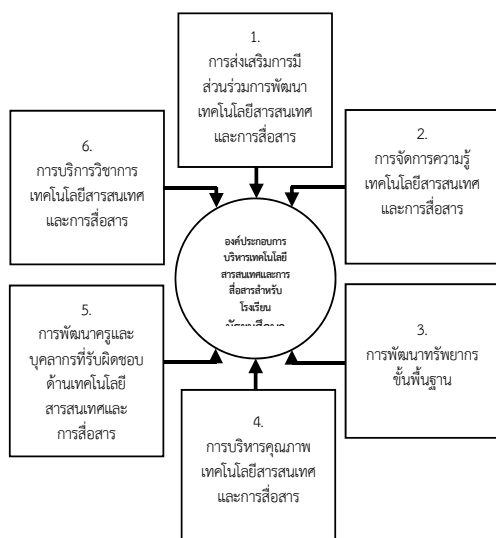 1.
การส่งเสริมการมี
ส่วนร่วมการพัฒนา
เทคโนโลยีสารสนเทศ
และการสื่อสาร
2.
การจัดการความรู้
เทคโนโลยีสารสนเทศ
และการสื่อสาร
3.
การพัฒนาทรัพยากร
ขั้นพื้นฐาน
4.
การบริหารคุณภาพ
เทคโนโลยีสารสนเทศ
และการสื่อสาร
5.
การพัฒนาครูและ
บุคลากรที่รับผิดชอบ
ด้านเทคโนโลยี
สารสนเทศและ
การสื่อสาร
6.
การบริการวิชาการ
เทคโนโลยีสารสนเทศ
และการสื่อสาร
องค์ประกอบการ
บริหารเทคโนโลยี
สารสนเทศและการ
สื่อสารสำหรับ
โรงเรียน